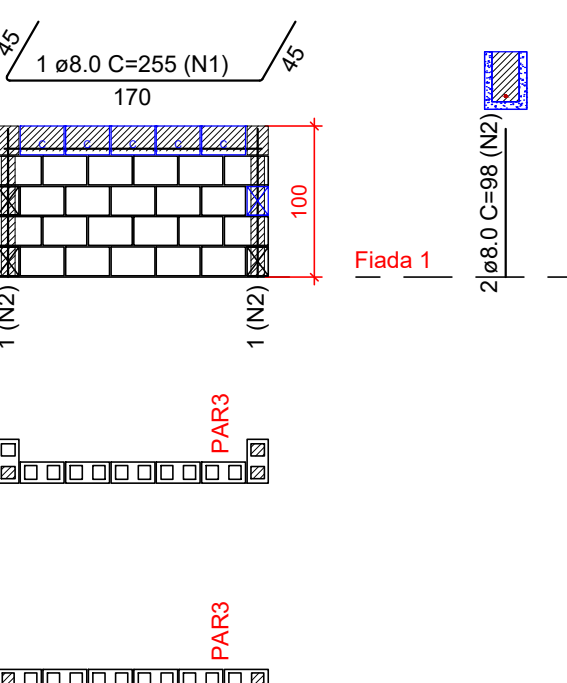 45
1 ø8.0 C=255 (N1)
45
170
100
Fiada 1
2 ø8.0 C=98 (N2)
1 (N2)
1 (N2)
PAR3
C C C C C
PAR3